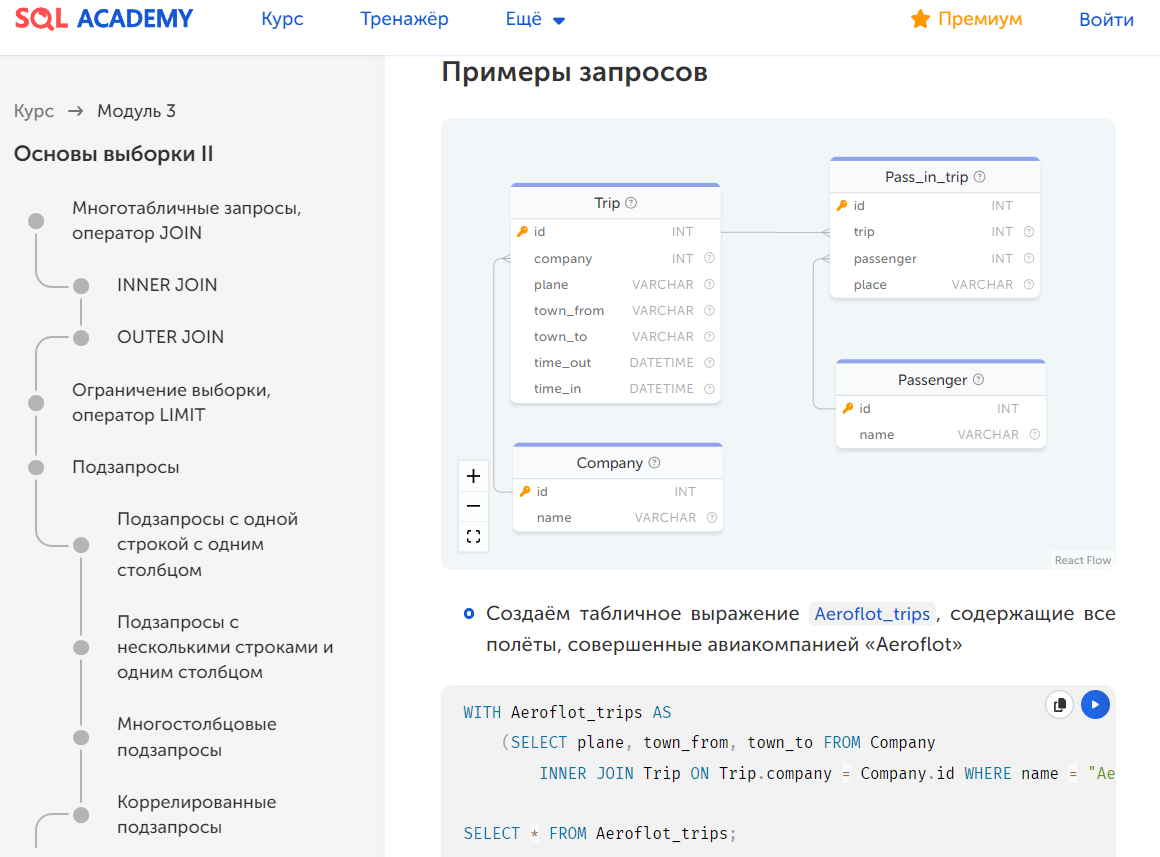 SQL ACADEMY
Курс
Тренажёр
Ещё
Премиум
Войти
Курс → Модуль 3
Основы выборки II
Многотабличные запросы,
оператор JOIN
INNER JOIN
OUTER JOIN
Ограничение выборки,
оператор LIMIT
Подзапросы
Подзапросы с одной
строкой с одним
столбцом
Подзапросы с
несколькими строками и
одним столбцом
Многостолбцовые
подзапросы
Коррелированные
подзапросы
Примеры запросов
Trip
id INT
company INT
plane VARCHAR
town_from VARCHAR
town_to VARCHAR
time_out DATETIME
time_in DATETIME
Pass_in_trip
id INT
trip INT
passenger INT
place VARCHAR
Passenger
id INT
name VARCHAR
Company
id INT
name VARCHAR
React Flow
Создаём табличное выражение Aeroflot_trips, содержащие все
полёты, совершенные авиакомпанией «Aeroflot»
WITH Aeroflot_trips AS
(SELECT plane, town_from, town_to FROM Company
INNER JOIN Trip ON Trip.company = Company.id WHERE name = "Ae
SELECT * FROM Aeroflot_trips;